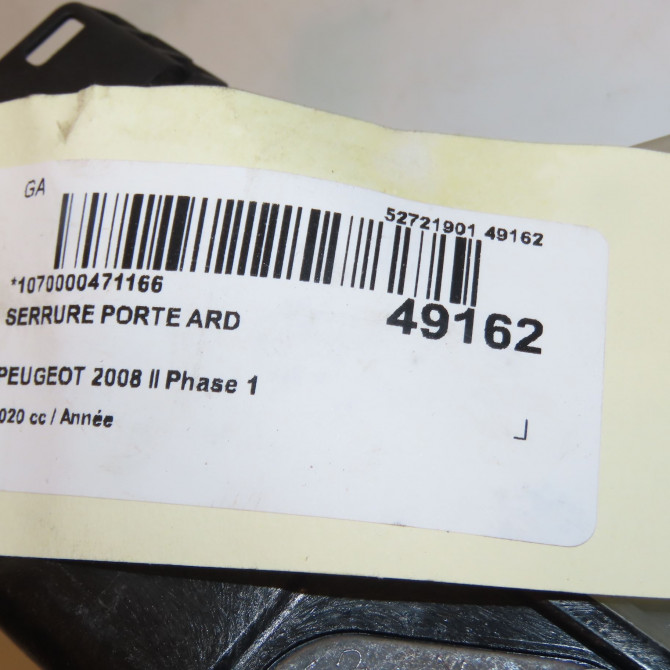 GA
52721901 49162
*1070000471166
49162
SERRURE PORTE ARD
PEUGEOT 2008 II Phase 1
020 cc / Année